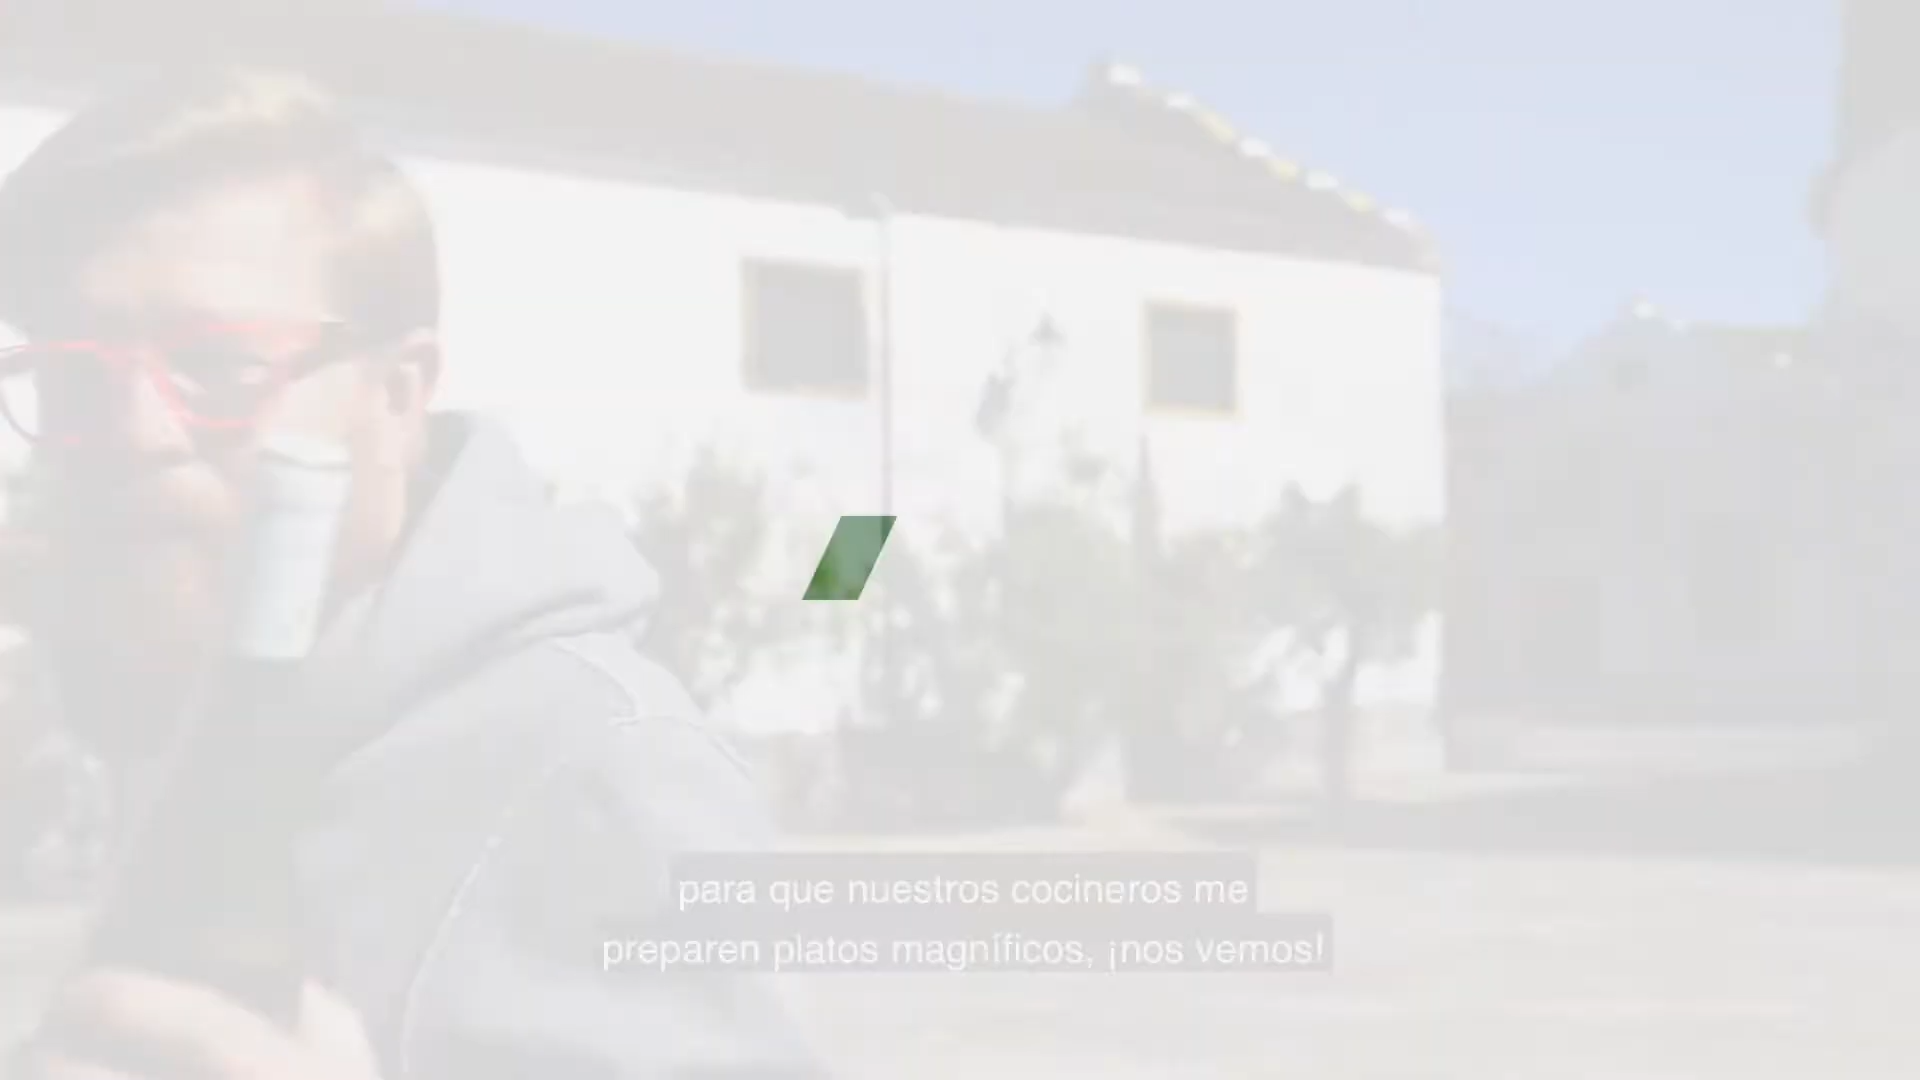 para que nuestros cocineros me
preparen platos magníficos, ¡nos vemos!